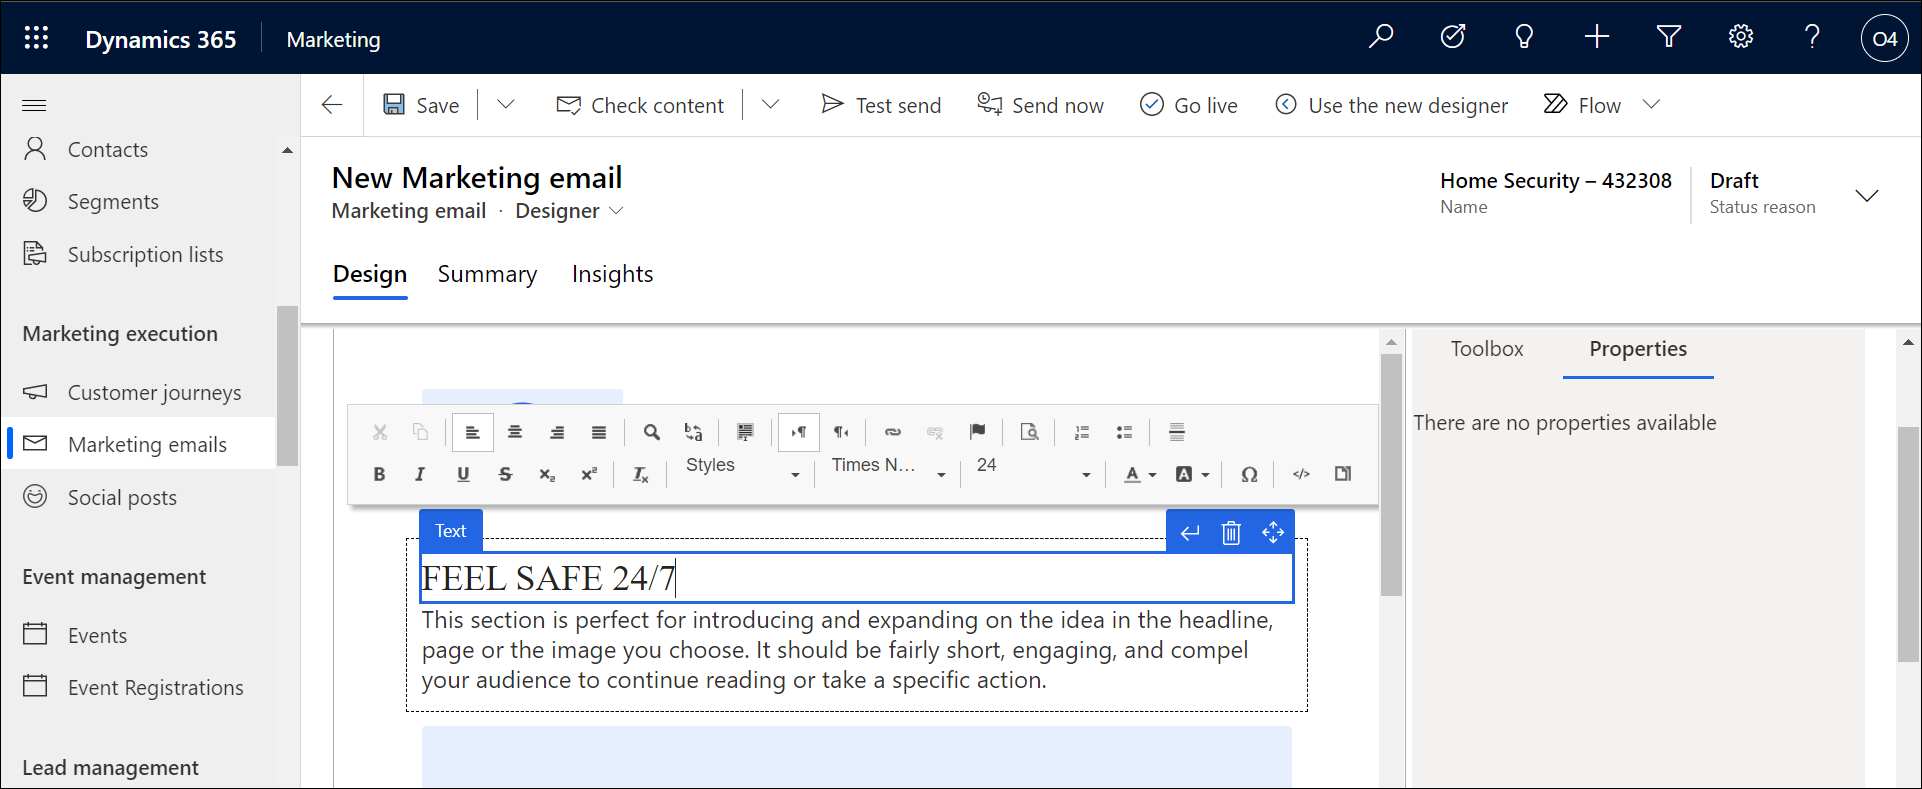 Dynamics 365 Marketing O4
Save Check content Test send Send now Go live Use the new designer Flow
Contacts
Segments
Subscription lists
Marketing execution
Customer journeys
Marketing emails
Social posts
Event management
Events
Event Registrations
Lead management
New Marketing email
Marketing email · Designer
Home Security – 432308
Name
Draft
Status reason
Design Summary Insights
Styles Times N... 24
Text
FEEL SAFE 24/7
This section is perfect for introducing and expanding on the idea in the headline,
page or the image you choose. It should be fairly short, engaging, and compel
your audience to continue reading or take a specific action.
Toolbox Properties
There are no properties available